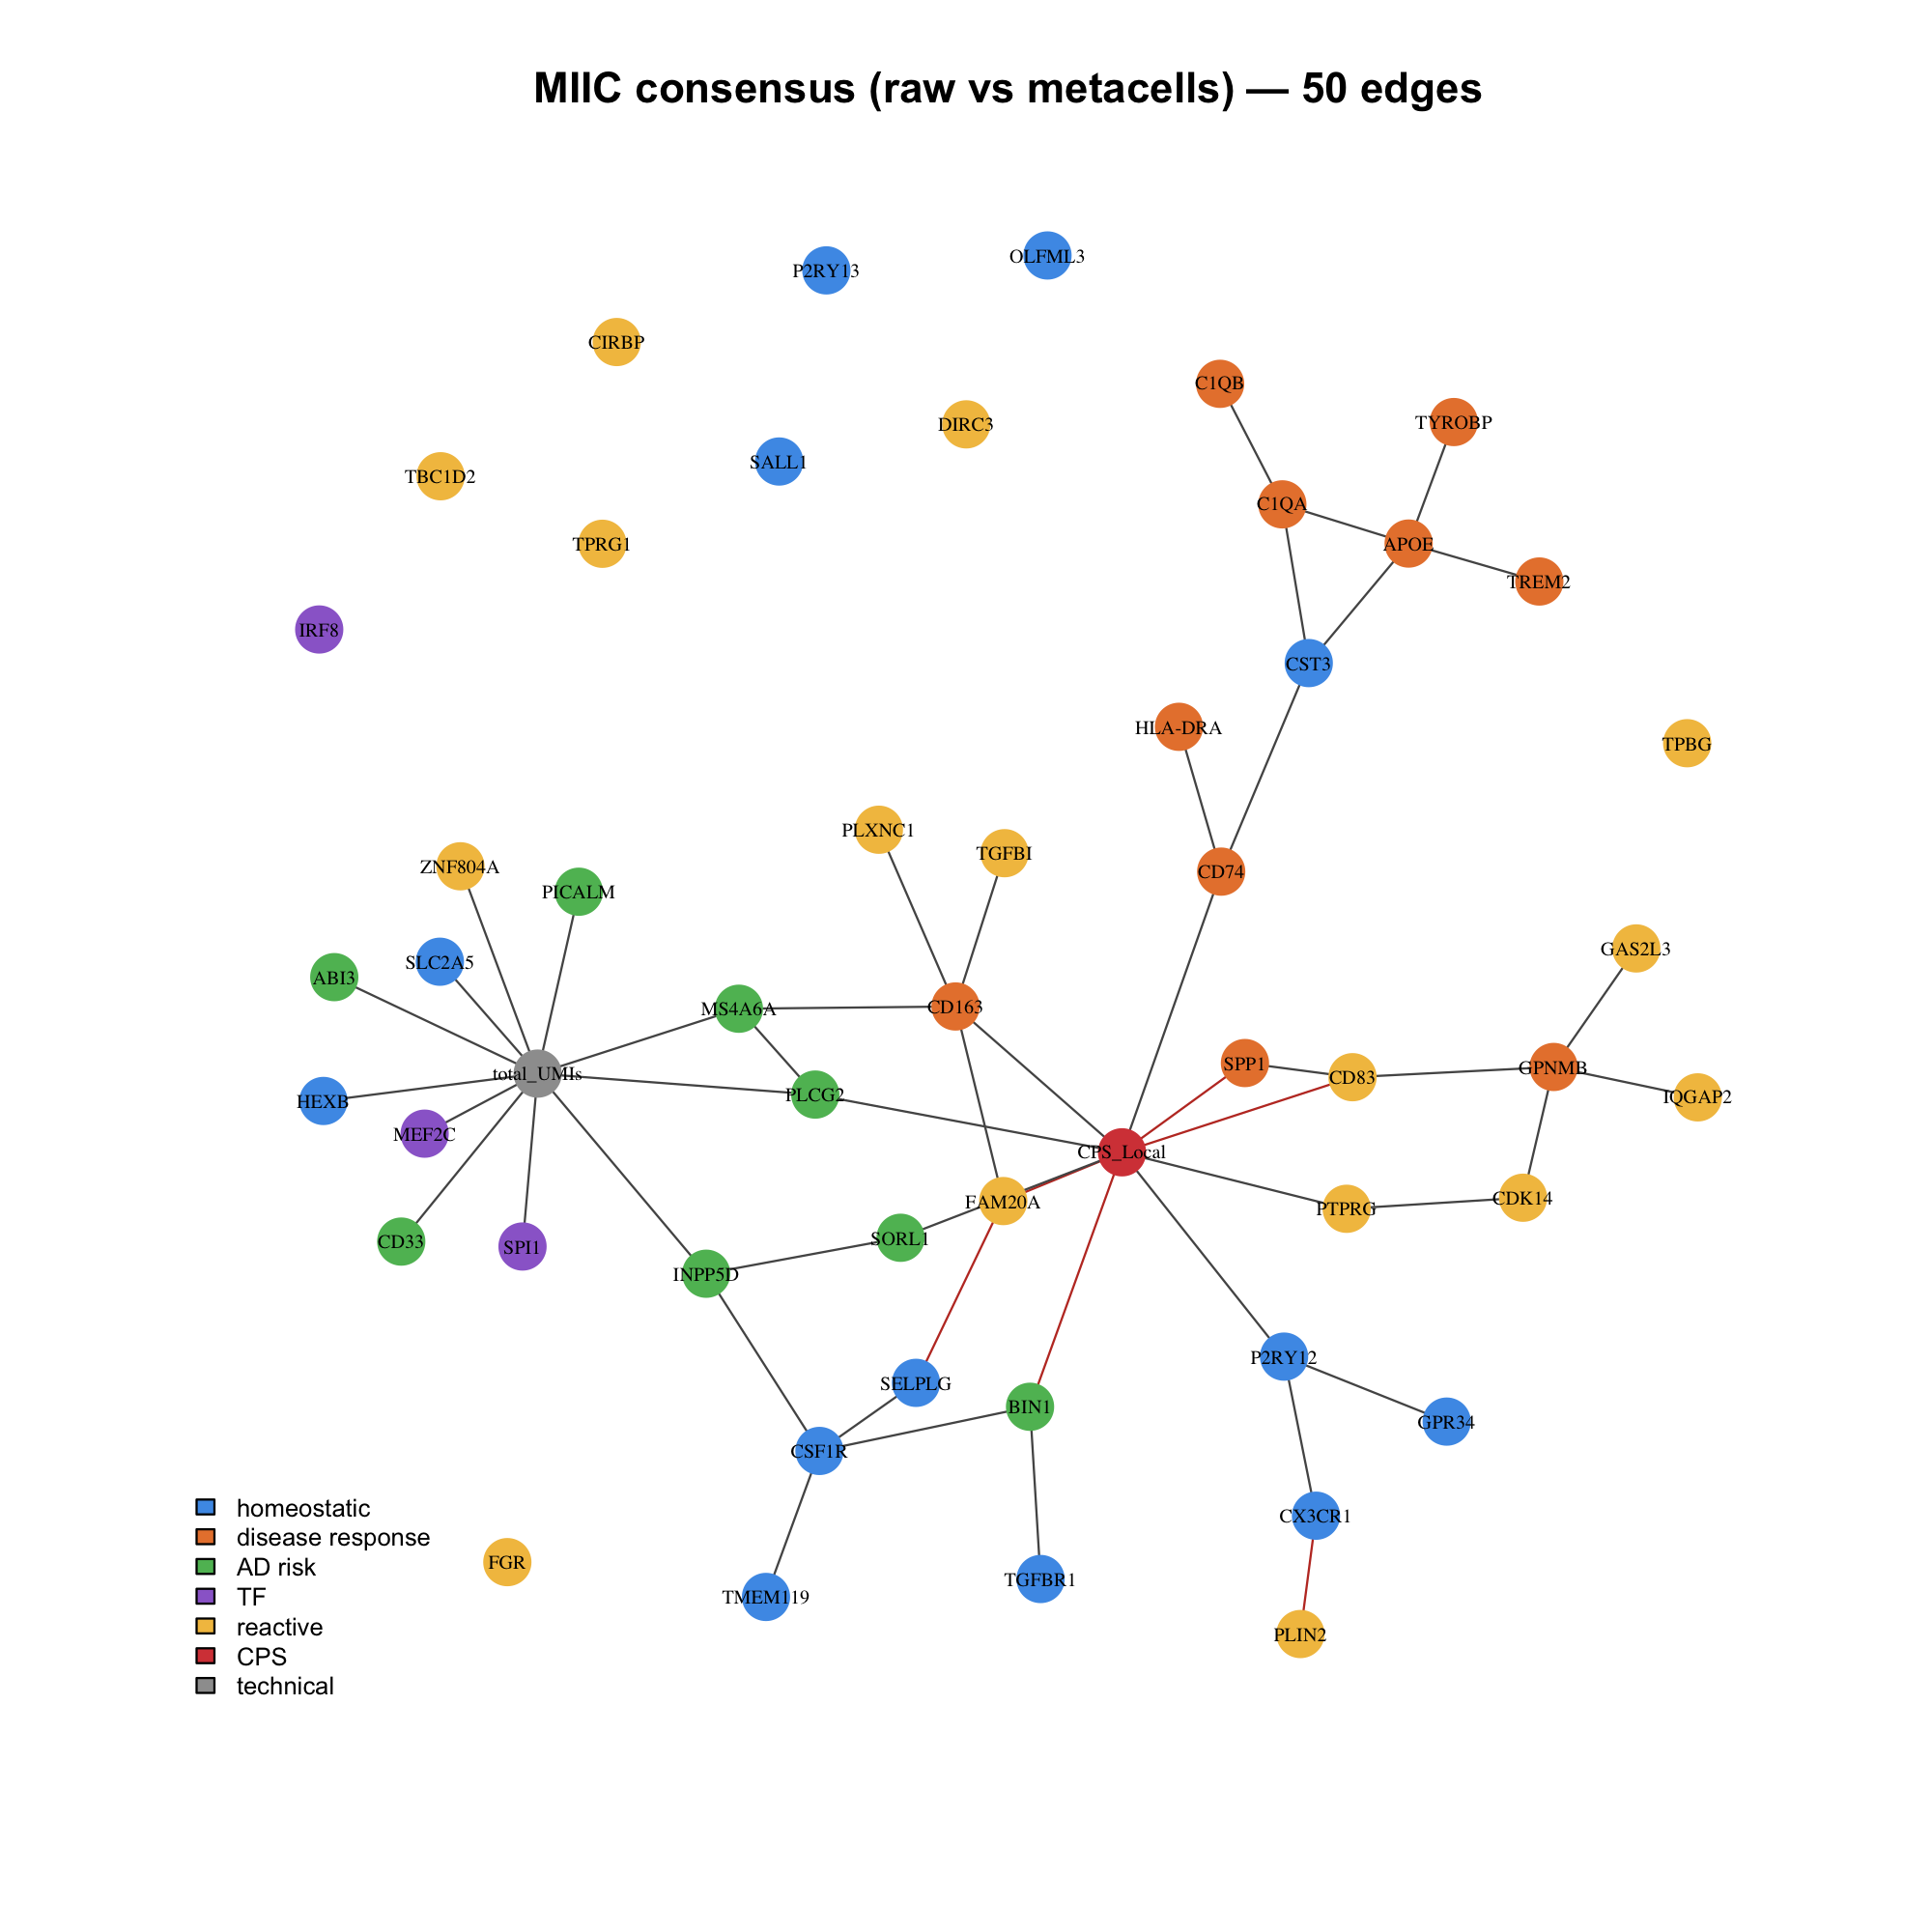 MIIC consensus (raw vs metacells) — 50 edges
OLFML3
P2RY13
CIRBP
C1QB
TYROBP
DIRC3
SALL1
TBC1D2
C1QA
TPRG1
APOE
TREM2
IRF8
CST3
HLA-DRA
TPBG
PLXNC1
TGFBI
ZNF804A
CD74
PICALM
GAS2L3
SLC2A5
ABI3
CD163
MS4A6A
SPP1
GPNMB
total_UMIs
CD83
PLCG2
IQGAP2
HEXB
MEF2C
CPS_Local
CDK14
FAM20A
PTPRG
SORL1
CD33
SPI1
INPP5D
P2RY12
SELPLG
BIN1
GPR34
CSF1R
CX3CR1
FGR
TGFBR1
TMEM119
PLIN2
homeostatic
disease response
AD risk
TF
reactive
CPS
technical